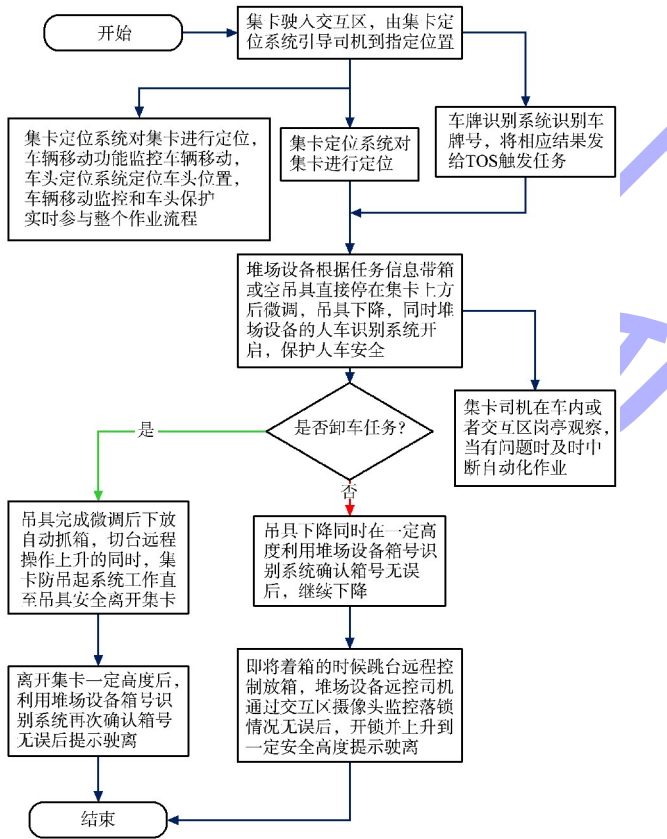 开始
集卡驶入交互区，由集卡定
位系统引导司机到指定位置
集卡定位系统对集卡进行定位，
车辆移动功能监控车辆移动，
车头定位系统定位车头位置，
车辆移动监控和车头保护
实时参与整个作业流程
集卡定位系统对
集卡进行定位
车牌识别系统识别车
牌号，将相应结果发
给TOS触发任务
堆场设备根据任务信息带箱
或空吊具直接停在集卡上方
后微调，吊具下降，同时堆
场设备的人车识别系统开
启，保护人车安全
集卡司机在车内或
者交互区岗亭观察，
当有问题时及时中
断自动化作业
是否卸车任务?
是
否
吊具完成微调后下放
自动抓箱，切台远程
操作上升的同时，集
卡防吊起系统工作直
至吊具安全离开集卡
吊具下降同时在一定高
度利用堆场设备箱号识
别系统确认箱号无误
后，继续下降
离开集卡一定高度后，
利用堆场设备箱号识
别系统再次确认箱号
无误后提示驶离
即将着箱的时候跳台远程控
制放箱，堆场设备远控司机
通过交互区摄像头监控落锁
情况无误后，开锁并上升到
一定安全高度提示驶离
结束